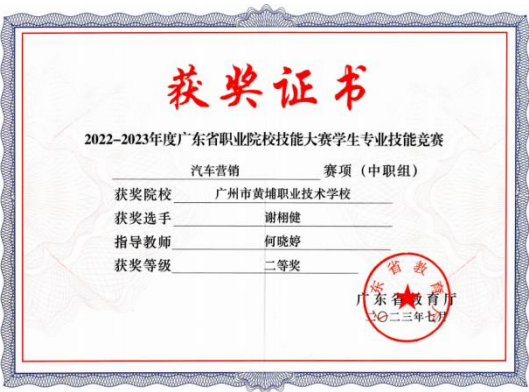 获奖证书
2022-2023年度广东省职业院校技能大赛学生专业技能竞赛
汽车营销 赛项（中职组）
获奖院校 广州市黄埔职业技术学校
获奖选手 谢栩健
指导教师 何晓婷
获奖等级 二等奖
广东省教育厅
二〇二三年七月